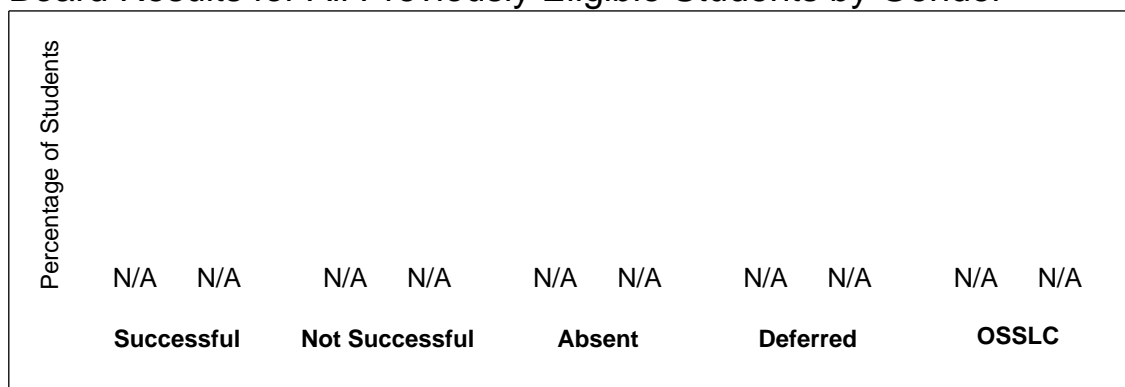 Board Results for All Previously Eligible Students by Gender
Percentage of Students
N/A N/A N/A N/A N/A N/A N/A N/A N/A N/A
Successful Not Successful Absent Deferred OSSLC